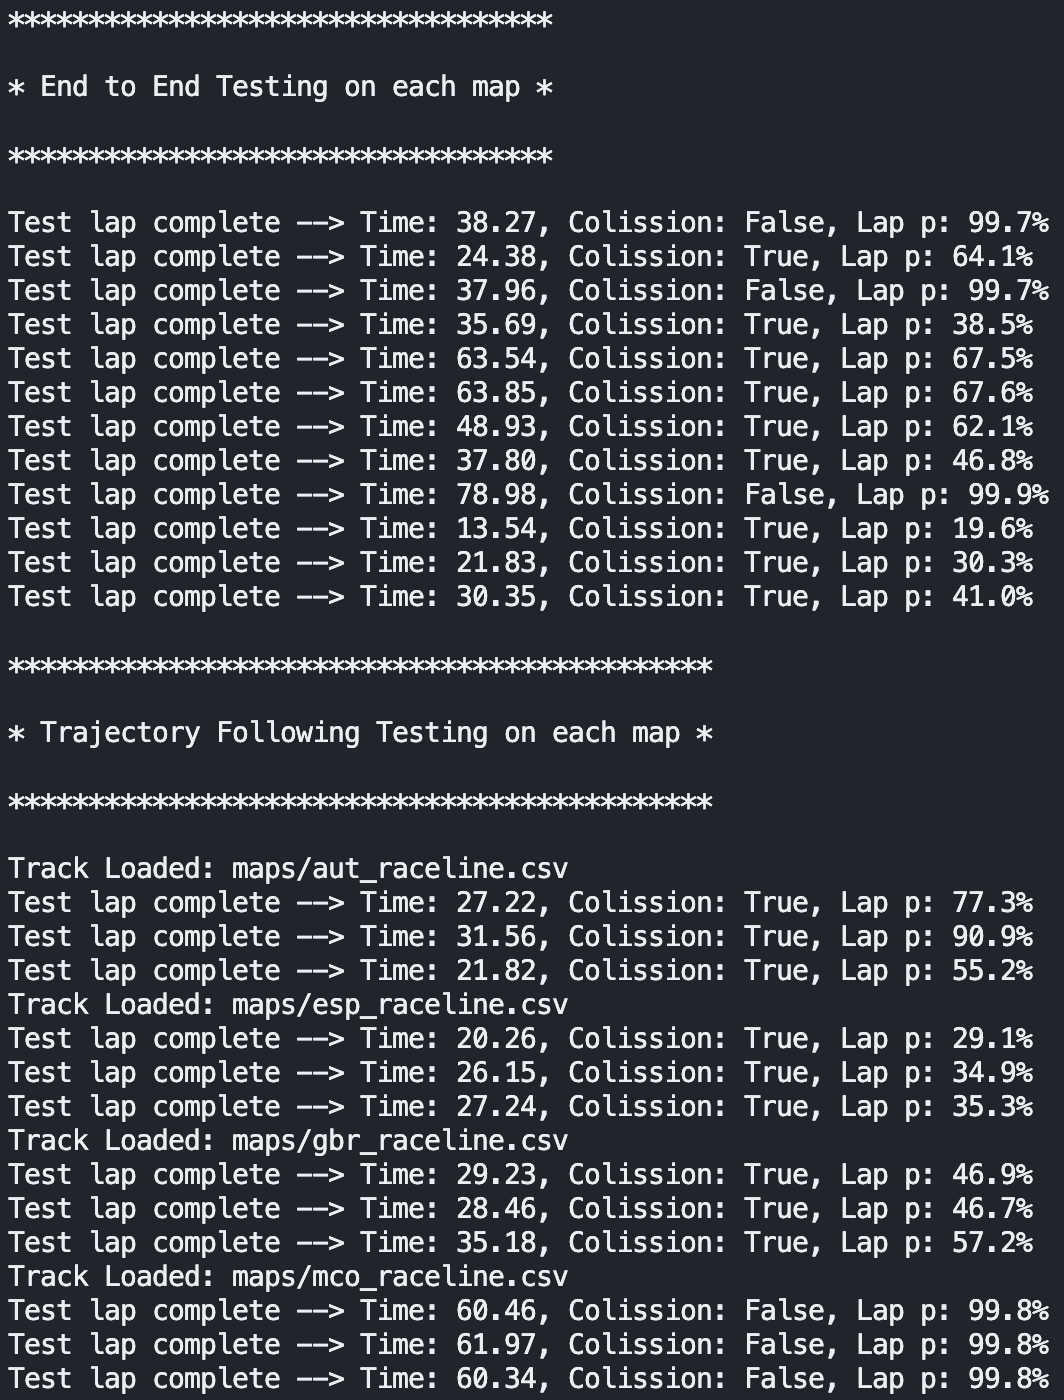 **********************************
* End to End Testing on each map *
**********************************
Test lap complete --> Time: 38.27, Colission: False, Lap p: 99.7%
Test lap complete --> Time: 24.38, Colission: True, Lap p: 64.1%
Test lap complete --> Time: 37.96, Colission: False, Lap p: 99.7%
Test lap complete --> Time: 35.69, Colission: True, Lap p: 38.5%
Test lap complete --> Time: 63.54, Colission: True, Lap p: 67.5%
Test lap complete --> Time: 63.85, Colission: True, Lap p: 67.6%
Test lap complete --> Time: 48.93, Colission: True, Lap p: 62.1%
Test lap complete --> Time: 37.80, Colission: True, Lap p: 46.8%
Test lap complete --> Time: 78.98, Colission: False, Lap p: 99.9%
Test lap complete --> Time: 13.54, Colission: True, Lap p: 19.6%
Test lap complete --> Time: 21.83, Colission: True, Lap p: 30.3%
Test lap complete --> Time: 30.35, Colission: True, Lap p: 41.0%
********************************************
* Trajectory Following Testing on each map *
********************************************
Track Loaded: maps/aut_raceline.csv
Test lap complete --> Time: 27.22, Colission: True, Lap p: 77.3%
Test lap complete --> Time: 31.56, Colission: True, Lap p: 90.9%
Test lap complete --> Time: 21.82, Colission: True, Lap p: 55.2%
Track Loaded: maps/esp_raceline.csv
Test lap complete --> Time: 20.26, Colission: True, Lap p: 29.1%
Test lap complete --> Time: 26.15, Colission: True, Lap p: 34.9%
Test lap complete --> Time: 27.24, Colission: True, Lap p: 35.3%
Track Loaded: maps/gbr_raceline.csv
Test lap complete --> Time: 29.23, Colission: True, Lap p: 46.9%
Test lap complete --> Time: 28.46, Colission: True, Lap p: 46.7%
Test lap complete --> Time: 35.18, Colission: True, Lap p: 57.2%
Track Loaded: maps/mco_raceline.csv
Test lap complete --> Time: 60.46, Colission: False, Lap p: 99.8%
Test lap complete --> Time: 61.97, Colission: False, Lap p: 99.8%
Test lap complete --> Time: 60.34, Colission: False, Lap p: 99.8%